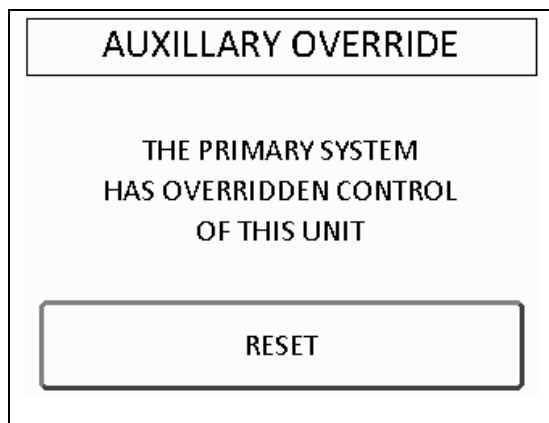 AUXILLARY OVERRIDE
THE PRIMARY SYSTEM
HAS OVERRIDDEN CONTROL
OF THIS UNIT
RESET